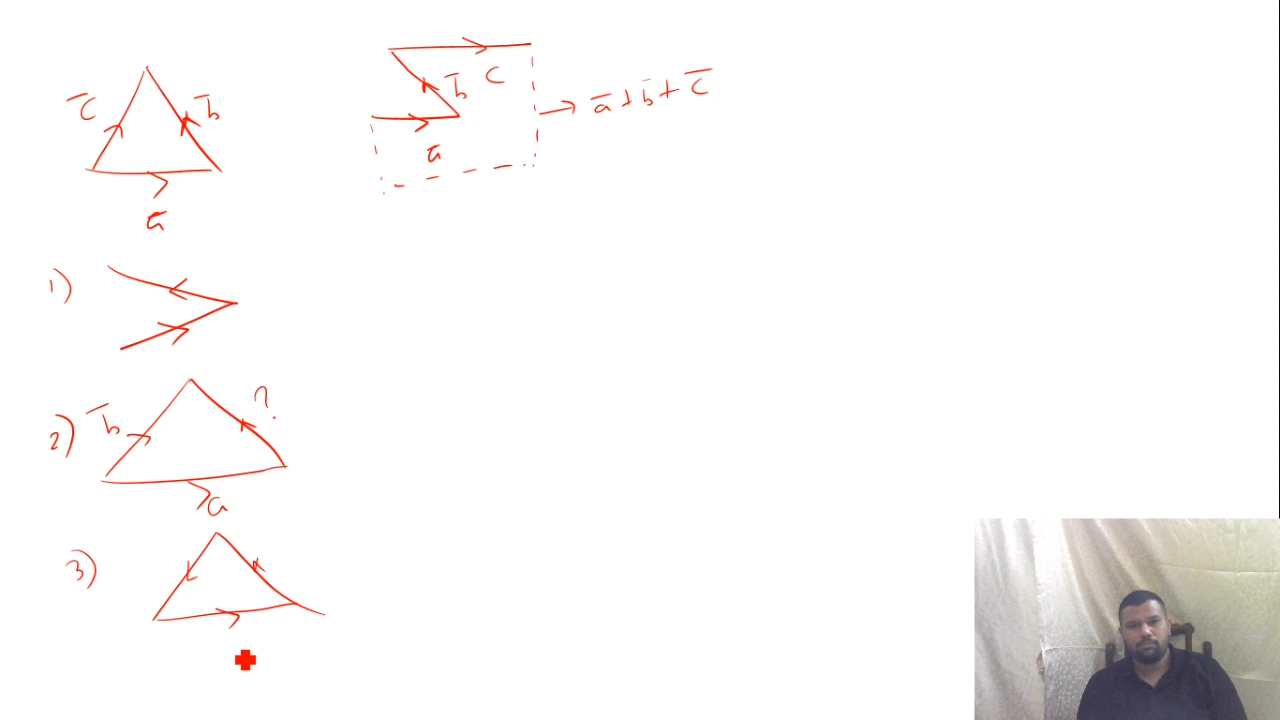 c̅
b̅
a̅
b̅
c
a̅
a̅ + b̅ + c̅
1)
2)
b̅
?
a
3)